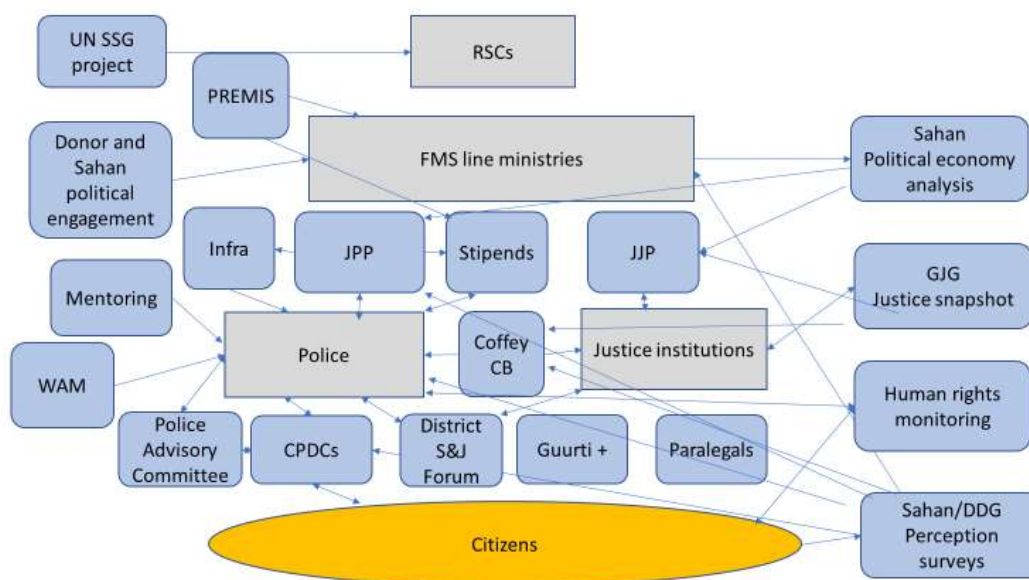 UN SSG
project
RSCs
PREMIS
Donor and
Sahan
political
engagement
FMS line ministries
Sahan
Political economy
analysis
Infra
JPP
Stipends
JJP
GJG
Justice snapshot
Mentoring
Police
Coffey
CB
Justice institutions
WAM
Human rights
monitoring
Police
Advisory
Committee
CPDCs
District
S&J
Forum
Guurti +
Paralegals
Sahan/DDG
Perception
surveys
Citizens